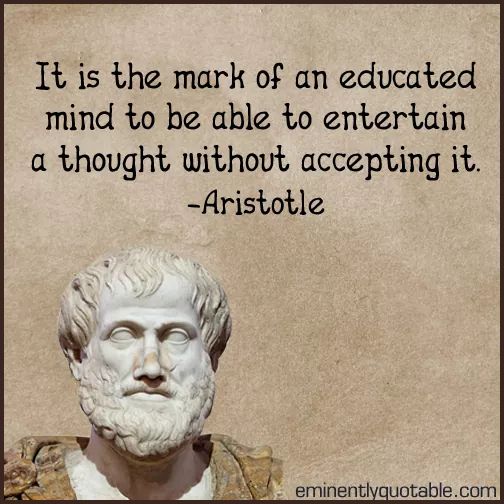 It is the mark of an educated
mind to be able to entertain
a thought without accepting it.
-Aristotle
eminentlyquotable.com